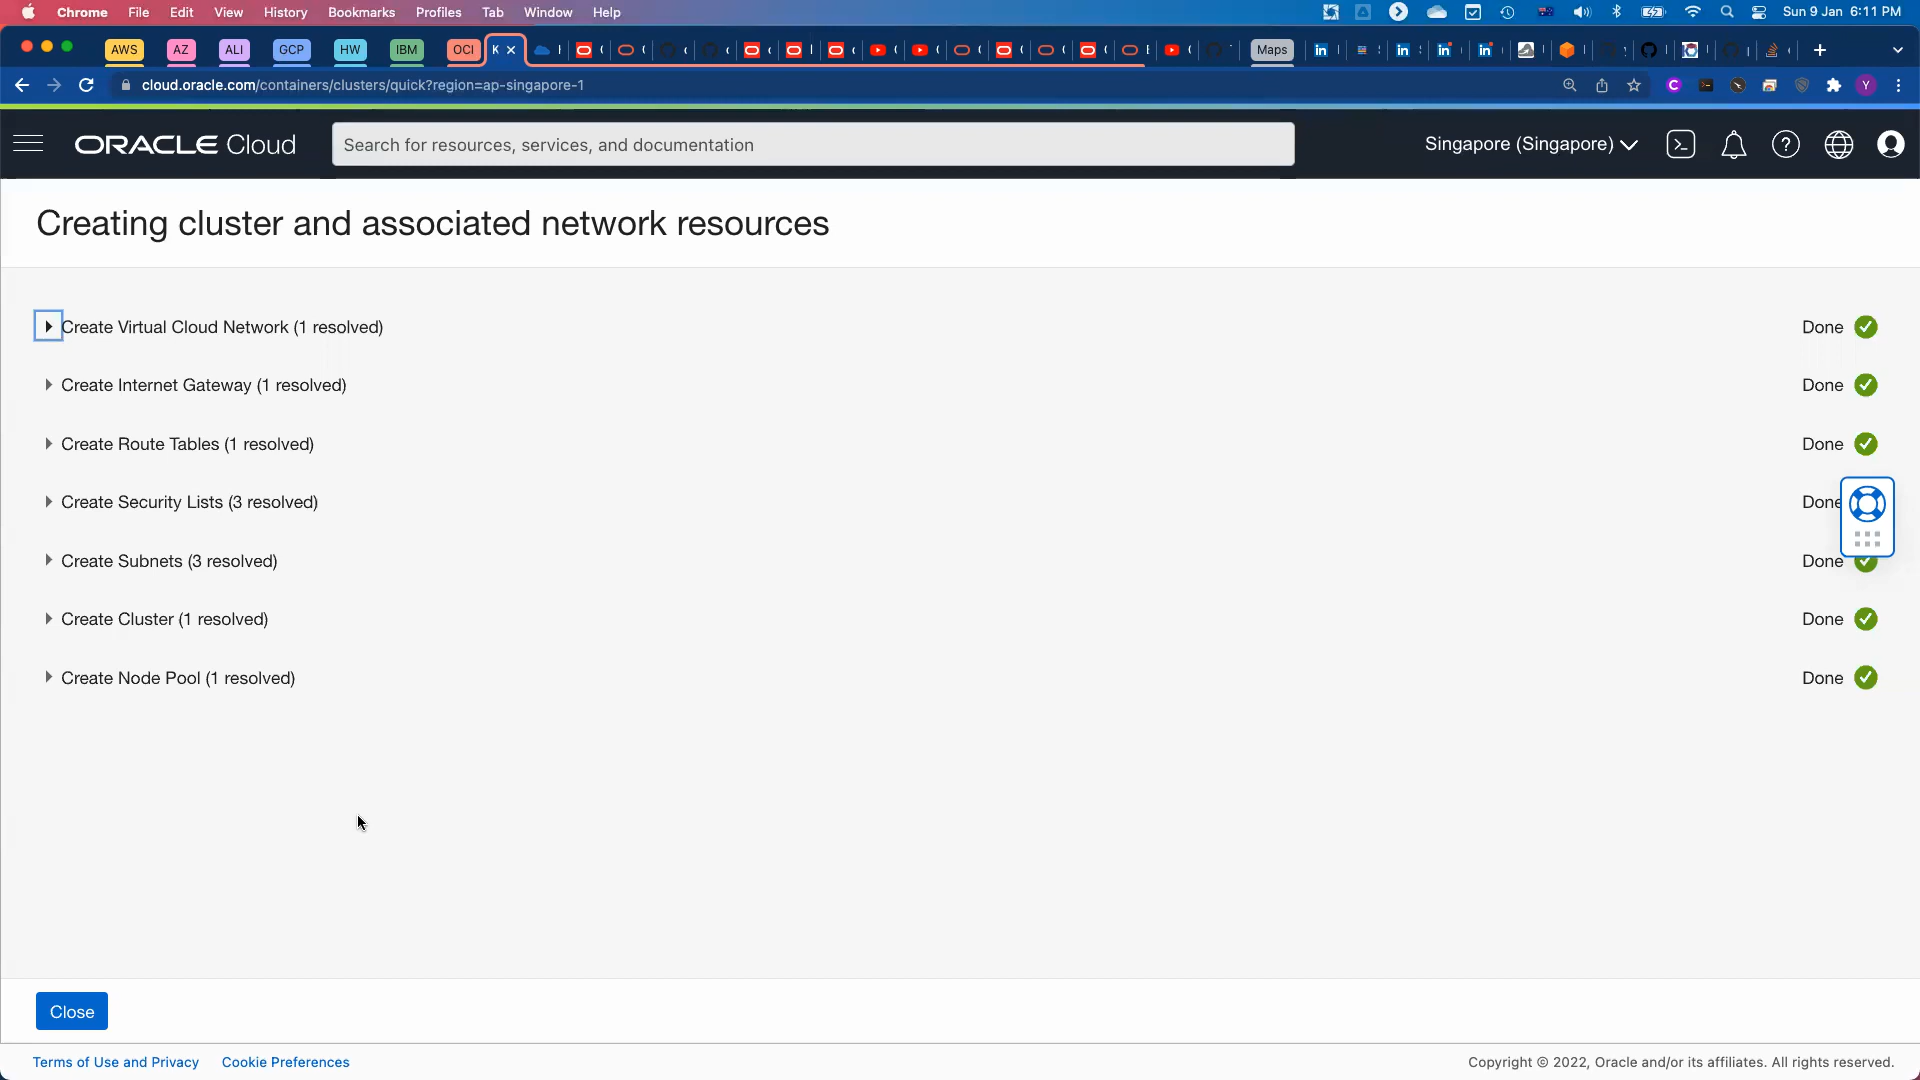 Chrome File Edit View History Bookmarks Profiles Tab Window Help Sun 9 Jan 6:11 PM
AWS AZ ALI GCP HW IBM OCI K Maps
cloud.oracle.com/containers/clusters/quick?region=ap-singapore-1
ORACLE Cloud Search for resources, services, and documentation Singapore (Singapore)
Creating cluster and associated network resources
Create Virtual Cloud Network (1 resolved) Done
Create Internet Gateway (1 resolved) Done
Create Route Tables (1 resolved) Done
Create Security Lists (3 resolved) Done
Create Subnets (3 resolved) Done
Create Cluster (1 resolved) Done
Create Node Pool (1 resolved) Done
Close
Terms of Use and Privacy Cookie Preferences Copyright © 2022, Oracle and/or its affiliates. All rights reserved.